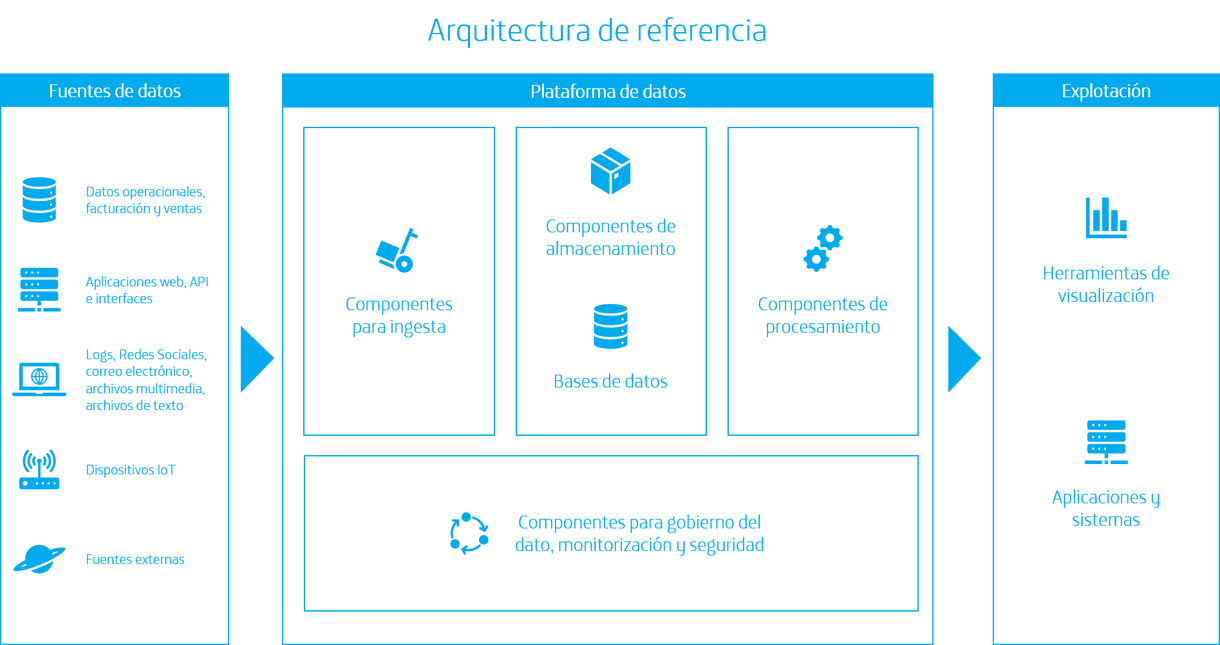 Arquitectura de referencia
Fuentes de datos
Datos operacionales,
facturación y ventas
Aplicaciones web, API
e interfaces
Logs, Redes Sociales,
correo electrónico,
archivos multimedia,
archivos de texto
Dispositivos IoT
Fuentes externas
Plataforma de datos
Componentes
para ingesta
Componentes de
almacenamiento
Bases de datos
Componentes de
procesamiento
Componentes para gobierno del
dato, monitorización y seguridad
Explotación
Herramientas de
visualización
Aplicaciones y
sistemas